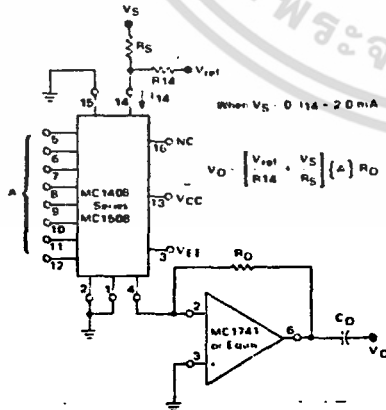 VS
RS
Vref
R14
I14
When VS = 0 I14 = 2.0 mA
15
14
A
5
6
7
8
9
10
11
12
MC1408
Series
MC1508
16 NC
13 VCC
3 VEE
VO = [Vref/R14 + VS/RS] {A} RO
2
1
4
RO
2
MC1741
or Equiv
6
3
CO
VO